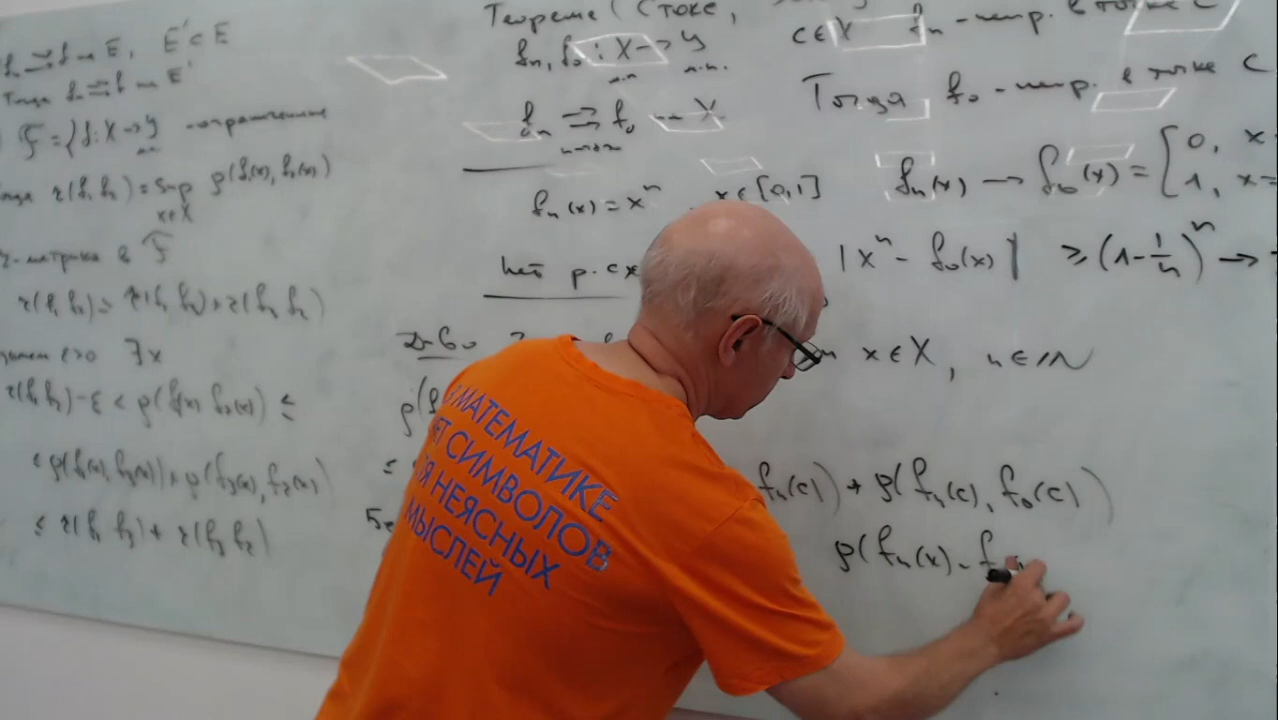 fₙ ⇉ f на E, E' ⊂ E
Тогда fₙ ⇉ f на E'
F = {f: X → Y - ограниченные
r(f₁ f₂) = sup ρ(f₁(x), f₂(x))
x∈X
r - метрика в F
r(f₁ f₂) ≤ r(f₁ f₃) + r(f₃ f₂)
ε>0 ∃x
r(f₁ f₂) - ε < ρ(f₁(x) f₂(x)) ≤
≤ ρ(f₁(x), f₃(x)) + ρ(f₃(x), f₂(x))
≤ r(f₁ f₃) + r(f₃ f₂)
Теорема (Стокс,
fₙ, f₀ : X → Y
м.п. м.п.
c∈X fₙ - непр. в точке c
fₙ ⇉ f₀ на X
n→∞
Тогда f₀ - непр. в точке c
fₙ(x) = xⁿ x∈[0,1]
fₙ(x) → f₀(x) = [0, x
1, x=
Нет р. сх
|xⁿ - f₀(x)| ≥ (1 - 1/n)ⁿ →
Д-во
x∈X, n∈ℕ
ρ(f
≤
fₙ(c)) + ρ(fₙ(c), f₀(c))
ρ(fₙ(x), f
В МАТЕМАТИКЕ
НЕТ СИМВОЛОВ
ДЛЯ НЕЯСНЫХ
МЫСЛЕЙ